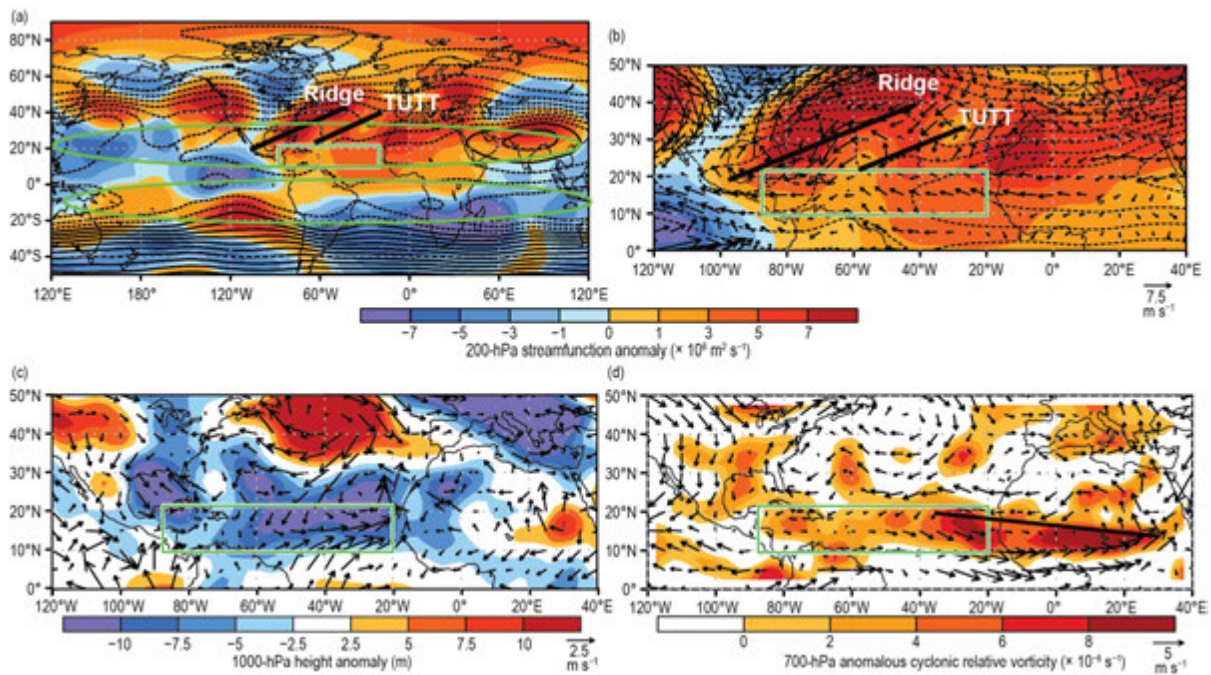 (a)
80°N
60°N
40°N
20°N
0°
20°S
40°S
120°E 180° 120°W 60°W 0° 60°E 120°E
Ridge
TUTT
(b)
50°N
40°N
30°N
20°N
10°N
0°
120°W 100°W 80°W 60°W 40°W 20°W 0° 20°E 40°E
Ridge
TUTT
7.5
m s⁻¹
−7 −5 −3 −1 0 1 3 5 7
200-hPa streamfunction anomaly (× 10⁶ m² s⁻¹)
(c)
50°N
40°N
30°N
20°N
10°N
0°
120°W 100°W 80°W 60°W 40°W 20°W 0° 20°E 40°E
−10 −7.5 −5 −2.5 2.5 5 7.5 10
2.5
m s⁻¹
1000-hPa height anomaly (m)
(d)
50°N
40°N
30°N
20°N
10°N
0°
120°W 100°W 80°W 60°W 40°W 20°W 0° 20°E 40°E
0 2 4 6 8
5
m s⁻¹
700-hPa anomalous cyclonic relative vorticity (× 10⁻⁶ s⁻¹)